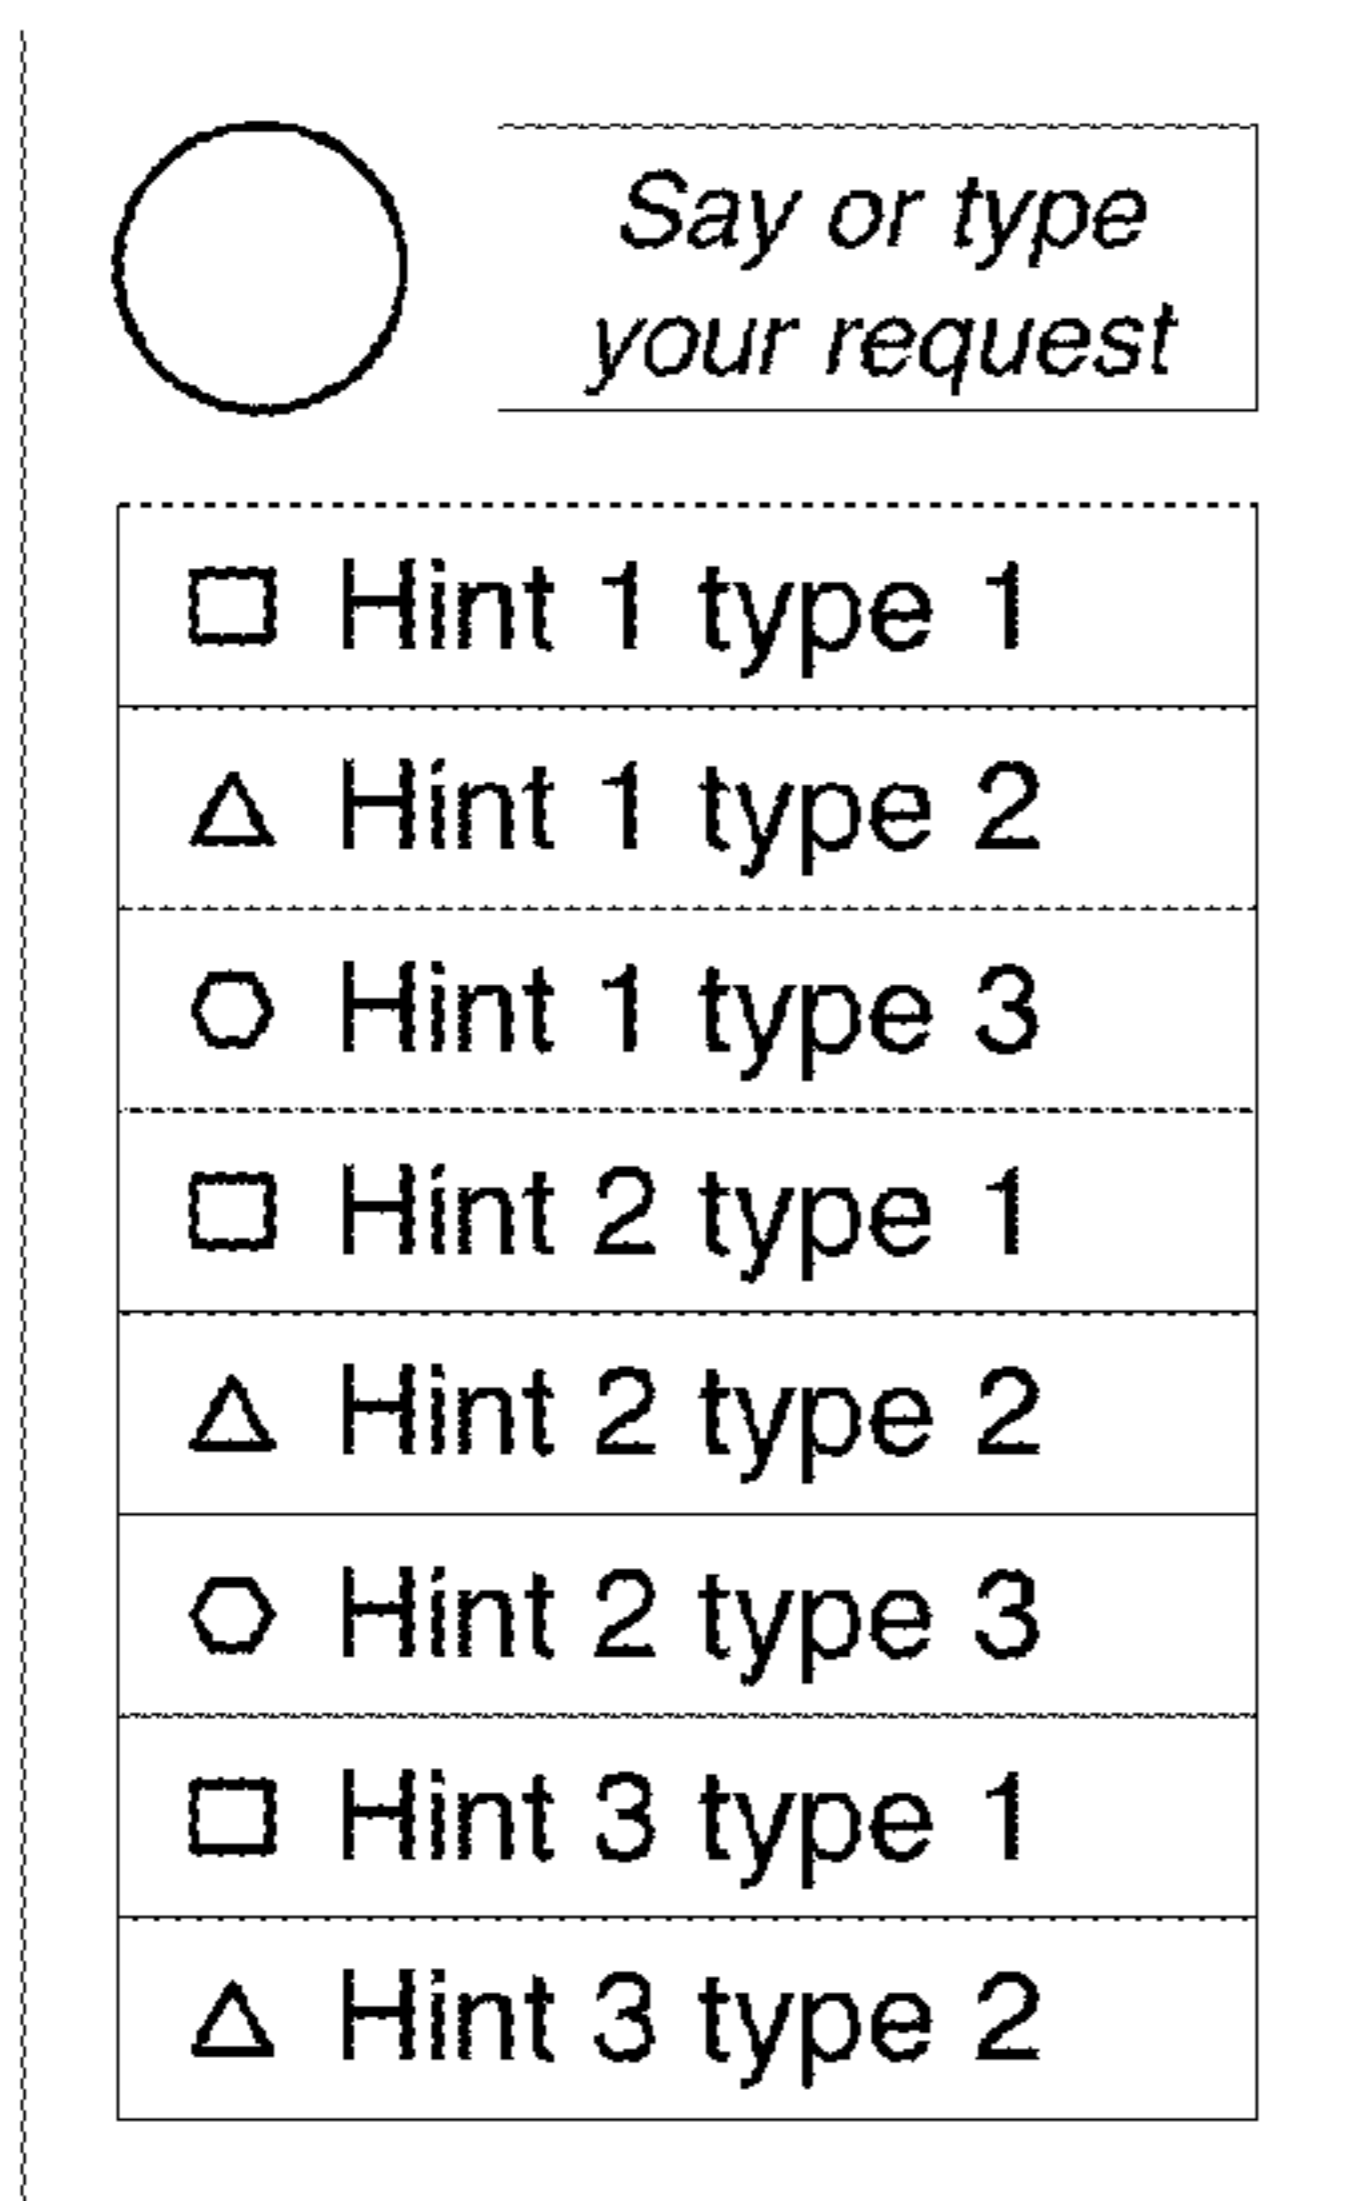 Say or type
your request
Hint 1 type 1
Hint 1 type 2
Hint 1 type 3
Hint 2 type 1
Hint 2 type 2
Hint 2 type 3
Hint 3 type 1
Hint 3 type 2